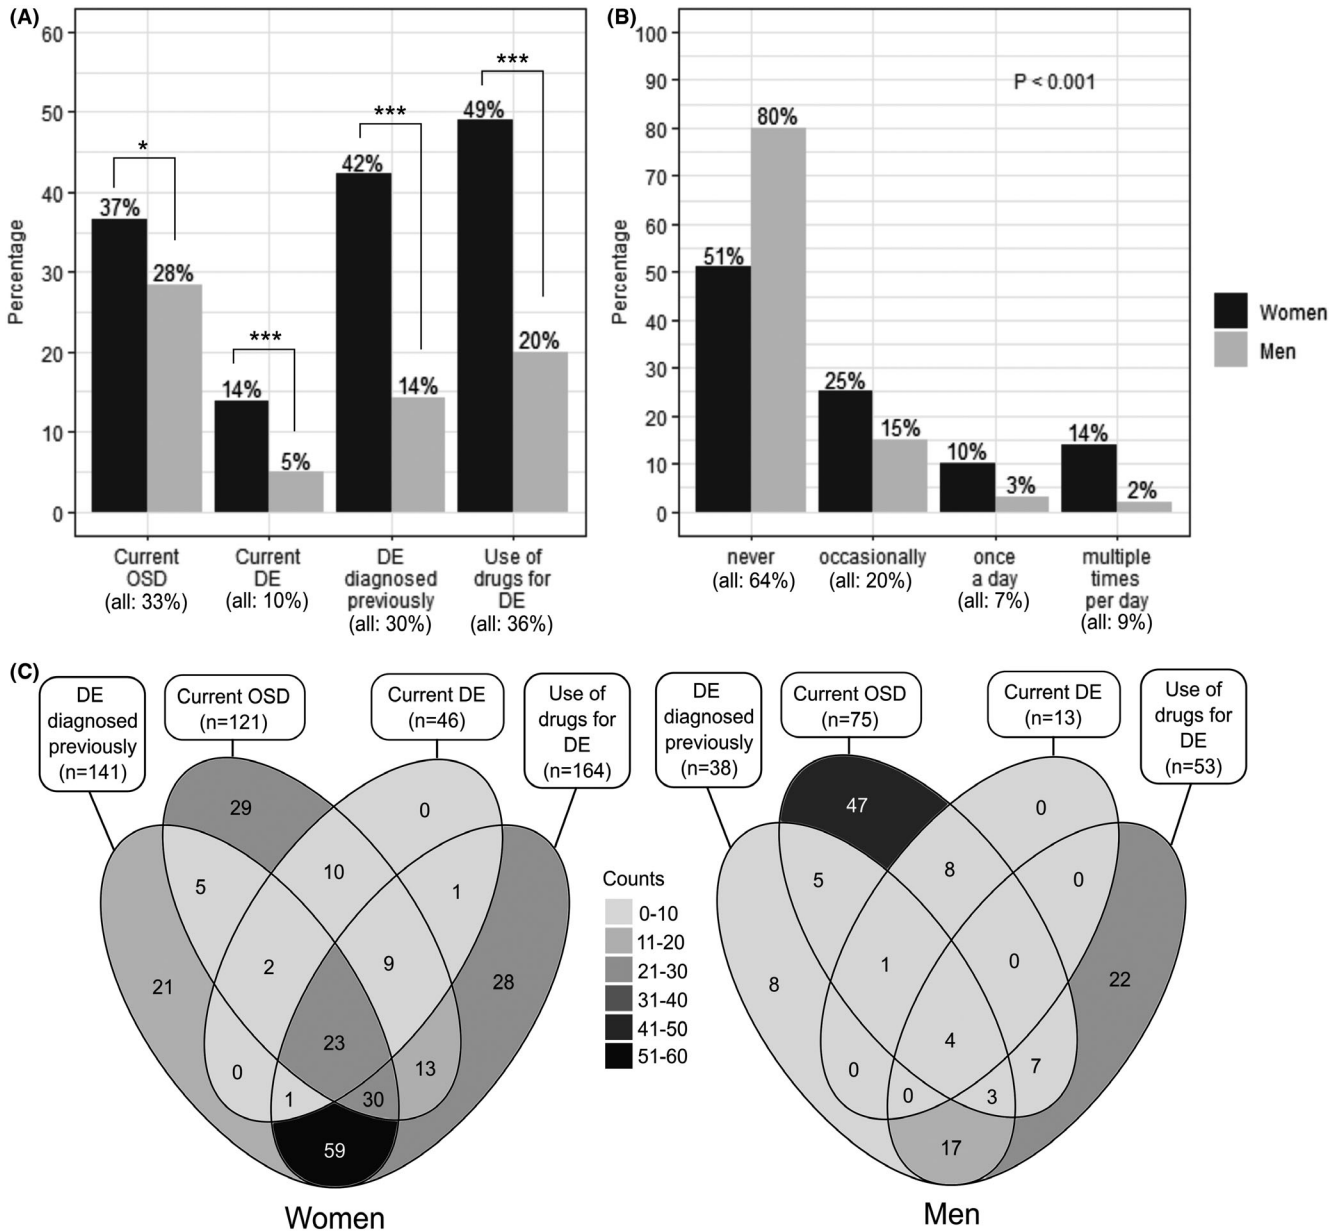 (A)
60
50
40
30
20
10
0
Percentage
37%
28%
*
14%
5%
***
42%
14%
***
49%
20%
***
Current
OSD
(all: 33%)
Current
DE
(all: 10%)
DE
diagnosed
previously
(all: 30%)
Use of
drugs for
DE
(all: 36%)
(B)
100
90
80
70
60
50
40
30
20
10
0
Percentage
P < 0.001
51%
80%
25%
15%
10%
3%
14%
2%
never
(all: 64%)
occasionally
(all: 20%)
once
a day
(all: 7%)
multiple
times
per day
(all: 9%)
Women
Men
(C)
DE
diagnosed
previously
(n=141)
Current OSD
(n=121)
Current DE
(n=46)
Use of
drugs for
DE
(n=164)
29
0
5
10
1
21
2
9
28
23
0
13
1
30
59
Women
Counts
0-10
11-20
21-30
31-40
41-50
51-60
DE
diagnosed
previously
(n=38)
Current OSD
(n=75)
Current DE
(n=13)
Use of
drugs for
DE
(n=53)
47
0
5
8
0
8
1
0
22
4
0
7
0
3
17
Men